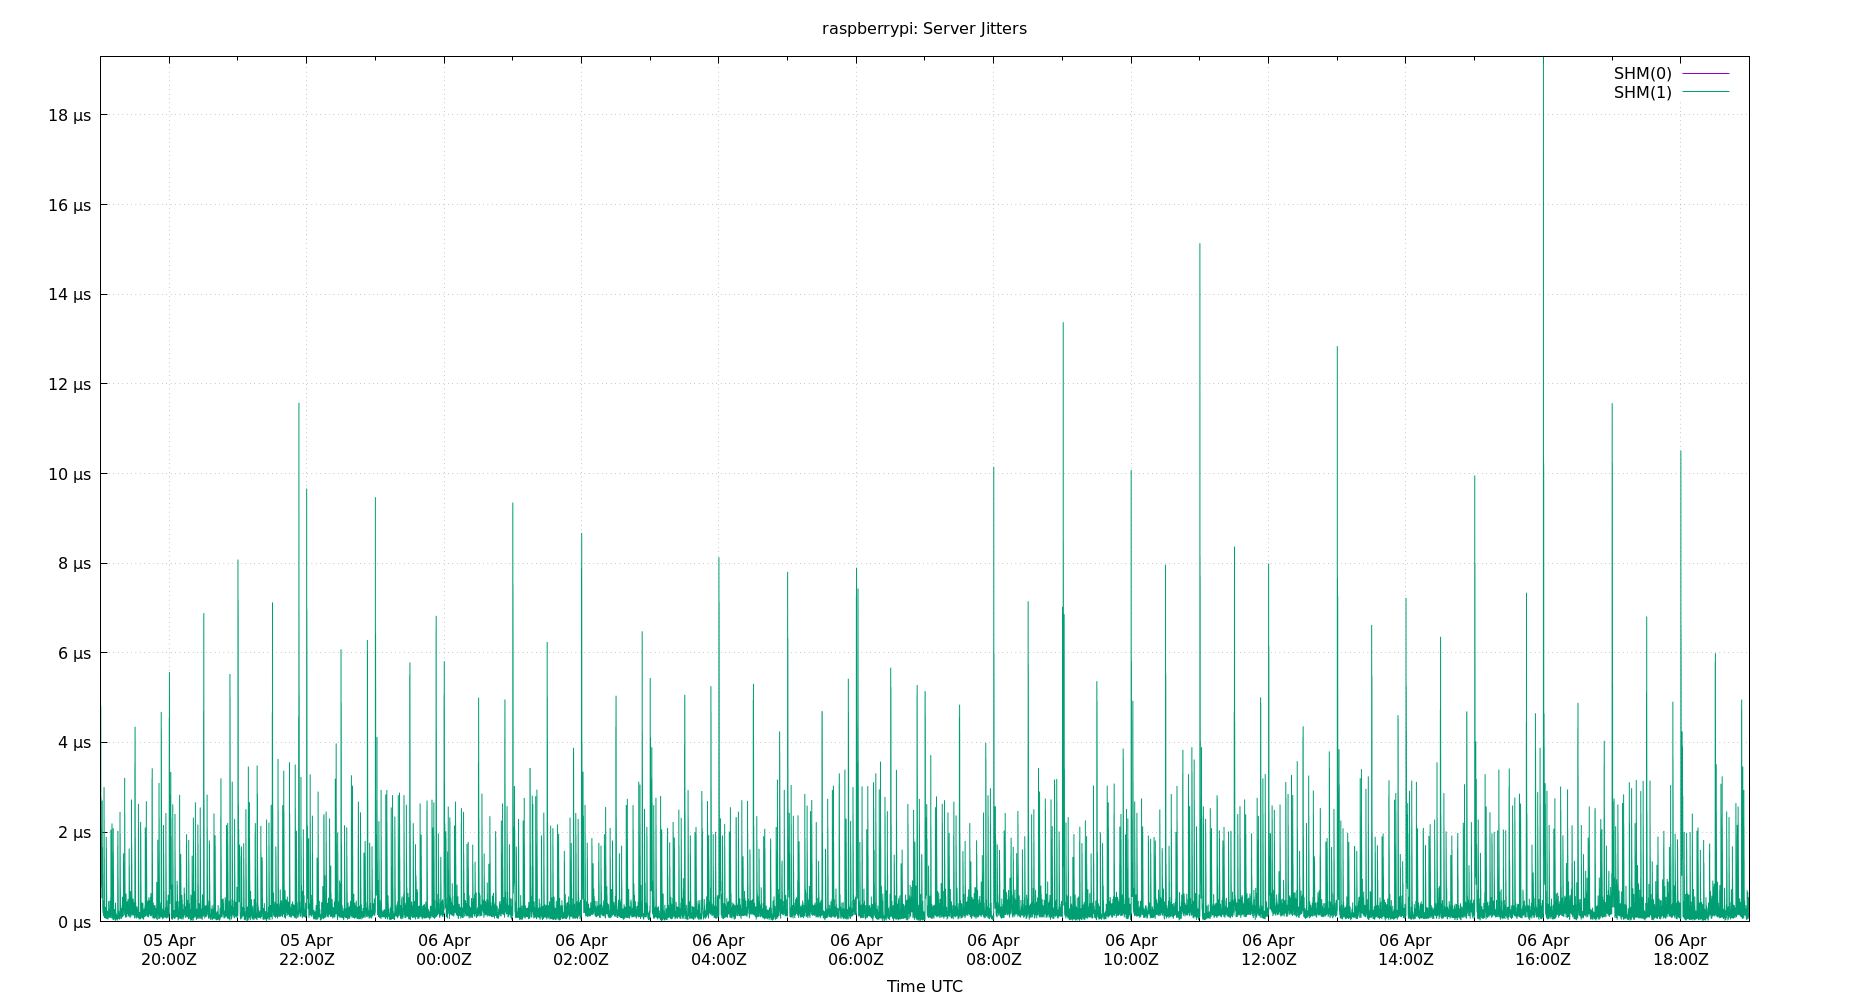 raspberrypi: Server Jitters
SHM(0)
SHM(1)
18 µs
16 µs
14 µs
12 µs
10 µs
8 µs
6 µs
4 µs
2 µs
0 µs
05 Apr 05 Apr 06 Apr 06 Apr 06 Apr 06 Apr 06 Apr 06 Apr 06 Apr 06 Apr 06 Apr 06 Apr
20:00Z 22:00Z 00:00Z 02:00Z 04:00Z 06:00Z 08:00Z 10:00Z 12:00Z 14:00Z 16:00Z 18:00Z
Time UTC